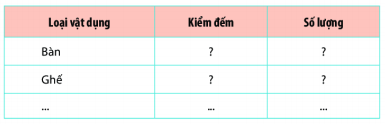 Loại vật dụng Kiểm đếm Số lượng
Bàn ? ?
Ghế ? ?
... ... ...